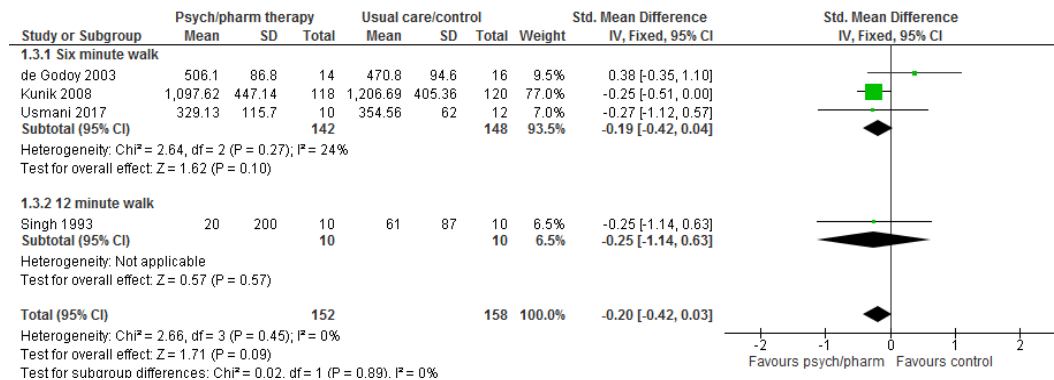 Psych/pharm therapy Usual care/control Std. Mean Difference Std. Mean Difference
Study or Subgroup Mean SD Total Mean SD Total Weight IV, Fixed, 95% CI IV, Fixed, 95% CI
1.3.1 Six minute walk
de Godoy 2003 506.1 86.8 14 470.8 94.6 16 9.5% 0.38 [-0.35, 1.10]
Kunik 2008 1,097.62 447.14 118 1,206.69 405.36 120 77.0% -0.25 [-0.51, 0.00]
Usmani 2017 329.13 115.7 10 354.56 62 12 7.0% -0.27 [-1.12, 0.57]
Subtotal (95% CI) 142 148 93.5% -0.19 [-0.42, 0.04]
Heterogeneity: Chi² = 2.64, df = 2 (P = 0.27); I² = 24%
Test for overall effect: Z = 1.62 (P = 0.10)
1.3.2 12 minute walk
Singh 1993 20 200 10 61 87 10 6.5% -0.25 [-1.14, 0.63]
Subtotal (95% CI) 10 10 6.5% -0.25 [-1.14, 0.63]
Heterogeneity: Not applicable
Test for overall effect: Z = 0.57 (P = 0.57)
Total (95% CI) 152 158 100.0% -0.20 [-0.42, 0.03]
Heterogeneity: Chi² = 2.66, df = 3 (P = 0.45); I² = 0%
Test for overall effect: Z = 1.71 (P = 0.09)
Test for subgroup differences: Chi² = 0.02, df = 1 (P = 0.89), I² = 0%
-2 -1 0 1 2
Favours psych/pharm Favours control